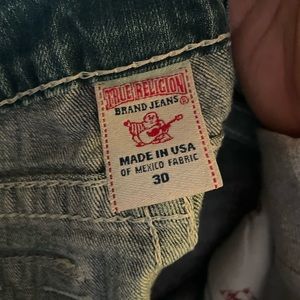 TRUE RELIGION
BRAND JEANS ®
MADE IN USA
OF MEXICO FABRIC
30